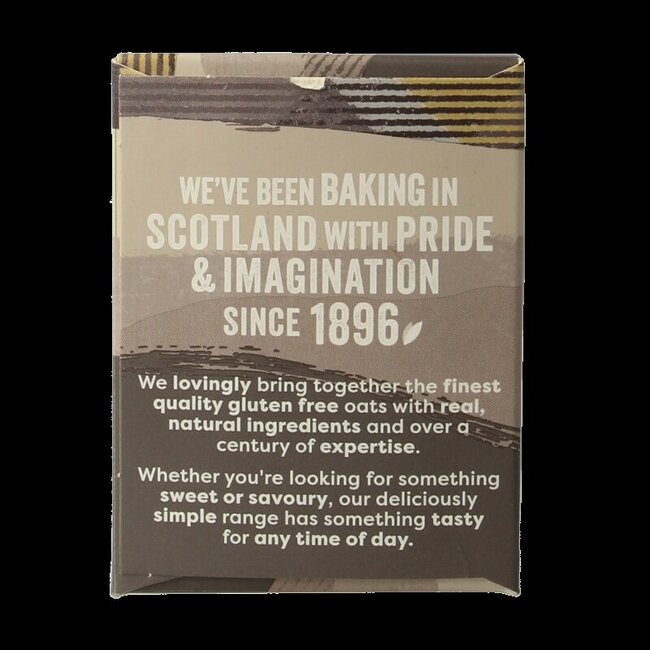 WE'VE BEEN BAKING IN
SCOTLAND WITH PRIDE
& IMAGINATION
SINCE 1896
We lovingly bring together the finest
quality gluten free oats with real,
natural ingredients and over a
century of expertise.
Whether you're looking for something
sweet or savoury, our deliciously
simple range has something tasty
for any time of day.